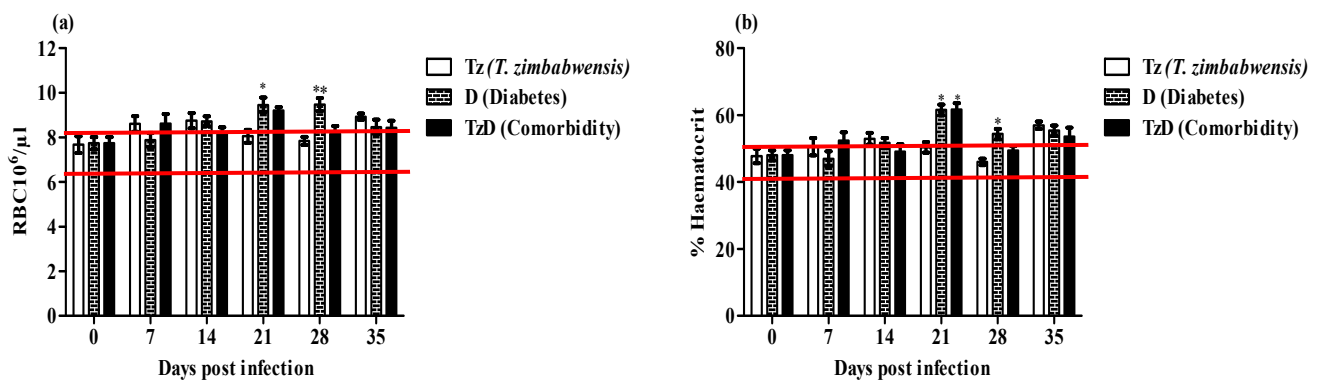 (a)
12
10
8
6
4
2
0
RBC10⁶/µl
* **
0 7 14 21 28 35
Days post infection
Tz (T. zimbabwensis)
D (Diabetes)
TzD (Comorbidity)
(b)
80
60
40
20
0
% Haematocrit
* * *
0 7 14 21 28 35
Days post infection
Tz (T. zimbabwensis)
D (Diabetes)
TzD (Comorbidity)